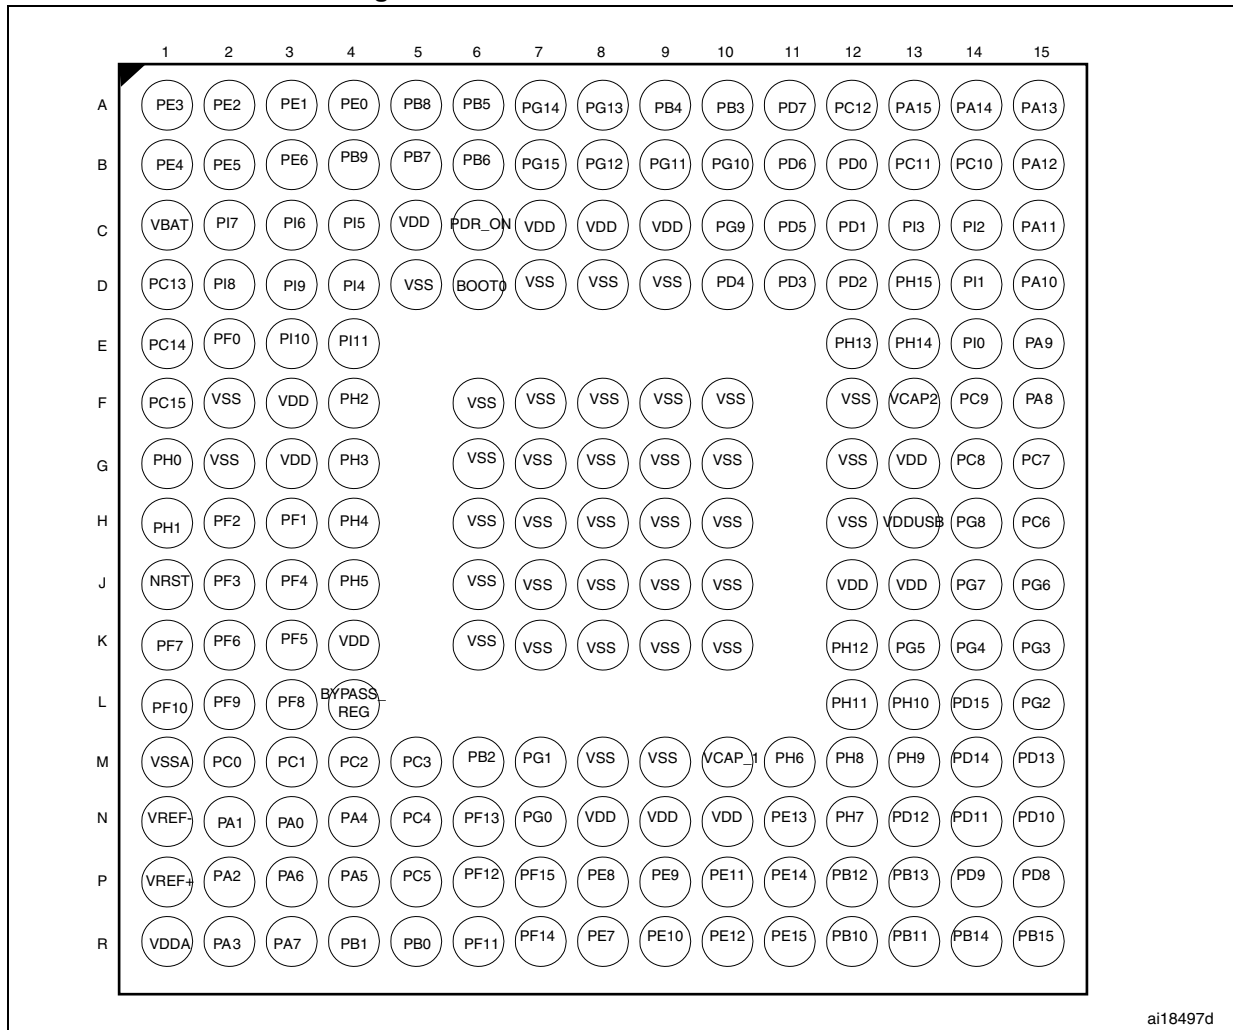 1 2 3 4 5 6 7 8 9 10 11 12 13 14 15
A PE3 PE2 PE1 PE0 PB8 PB5 PG14 PG13 PB4 PB3 PD7 PC12 PA15 PA14 PA13
B PE4 PE5 PE6 PB9 PB7 PB6 PG15 PG12 PG11 PG10 PD6 PD0 PC11 PC10 PA12
C VBAT PI7 PI6 PI5 VDD PDR_ON VDD VDD VDD PG9 PD5 PD1 PI3 PI2 PA11
D PC13 PI8 PI9 PI4 VSS BOOT0 VSS VSS VSS PD4 PD3 PD2 PH15 PI1 PA10
E PC14 PF0 PI10 PI11 PH13 PH14 PI0 PA9
F PC15 VSS VDD PH2 VSS VSS VSS VSS VSS VSS VCAP2 PC9 PA8
G PH0 VSS VDD PH3 VSS VSS VSS VSS VSS VSS VDD PC8 PC7
H PH1 PF2 PF1 PH4 VSS VSS VSS VSS VSS VSS VDDUSB PG8 PC6
J NRST PF3 PF4 PH5 VSS VSS VSS VSS VSS VDD VDD PG7 PG6
K PF7 PF6 PF5 VDD VSS VSS VSS VSS VSS PH12 PG5 PG4 PG3
L PF10 PF9 PF8 BYPASS_ REG PH11 PH10 PD15 PG2
M VSSA PC0 PC1 PC2 PC3 PB2 PG1 VSS VSS VCAP_1 PH6 PH8 PH9 PD14 PD13
N VREF- PA1 PA0 PA4 PC4 PF13 PG0 VDD VDD VDD PE13 PH7 PD12 PD11 PD10
P VREF+ PA2 PA6 PA5 PC5 PF12 PF15 PE8 PE9 PE11 PE14 PB12 PB13 PD9 PD8
R VDDA PA3 PA7 PB1 PB0 PF11 PF14 PE7 PE10 PE12 PE15 PB10 PB11 PB14 PB15
ai18497d